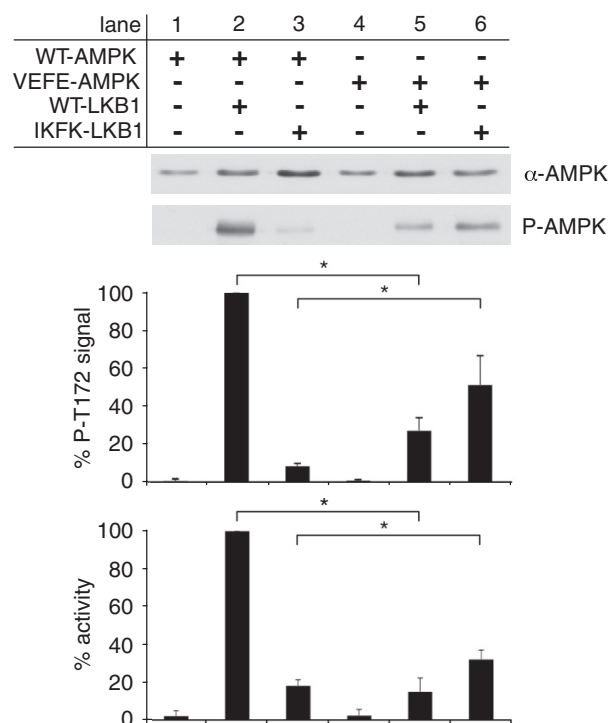 lane 1 2 3 4 5 6
WT-AMPK + + + - - -
VEFE-AMPK - - - + + +
WT-LKB1 - + - - + -
IKFK-LKB1 - - + - - +
α-AMPK
P-AMPK
*
*
% P-T172 signal
100
80
60
40
20
0
*
*
% activity
100
80
60
40
20
0